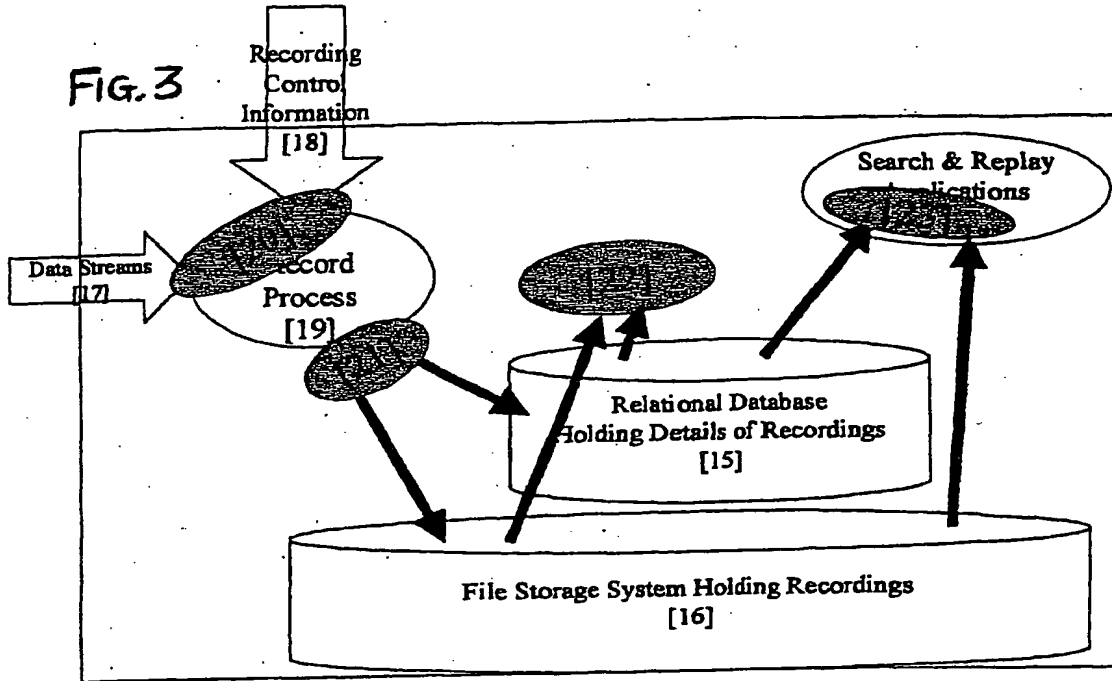 FIG. 3
Recording
Control
Information
[18]
Search & Replay
Data Streams
[17]
Process
[19]
Relational Database
Holding Details of Recordings
[15]
File Storage System Holding Recordings
[16]